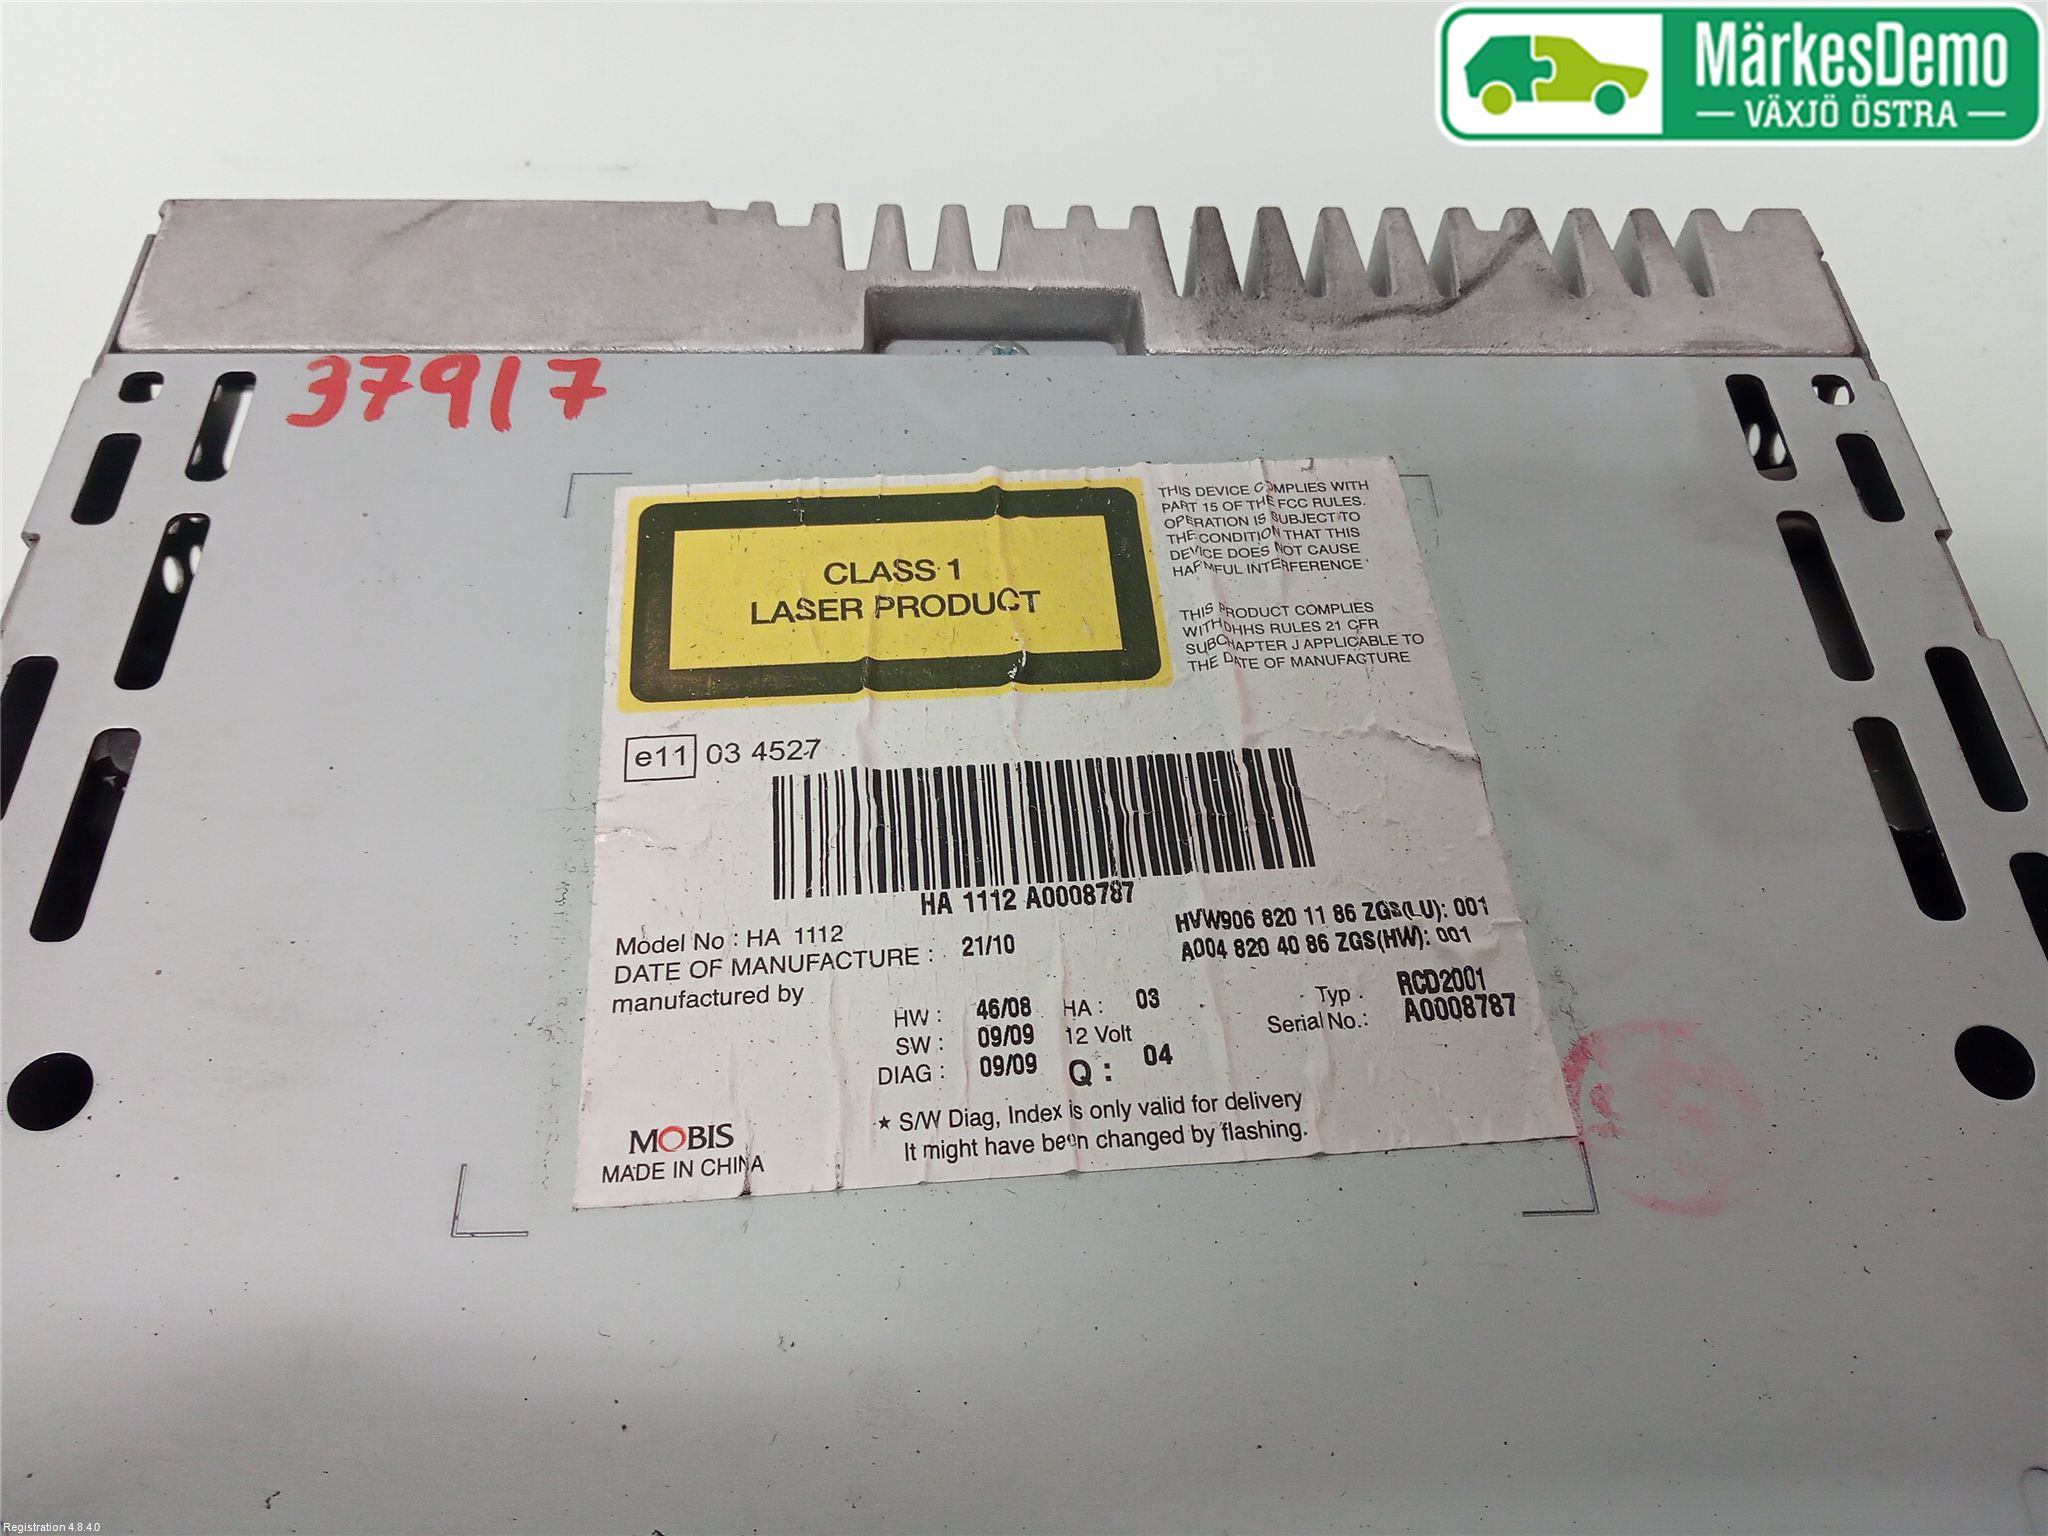 MärkesDemo
VÄXJÖ ÖSTRA
37917
CLASS 1
LASER PRODUCT
THIS DEVICE COMPLIES WITH
PART 15 OF THE FCC RULES.
OPERATION IS SUBJECT TO
THE CONDITION THAT THIS
DEVICE DOES NOT CAUSE
HARMFUL INTERFERENCE
THIS PRODUCT COMPLIES
WITH DHHS RULES 21 CFR
SUBCHAPTER J APPLICABLE TO
THE DATE OF MANUFACTURE
e11 03 4527
HA 1112 A0008787
Model No : HA 1112
DATE OF MANUFACTURE : 21/10
manufactured by
HVW906 820 11 86 ZGS(LU): 001
A004 820 40 86 ZGS(HW): 001
HW : 46/08 HA : 03
SW : 09/09 12 Volt
DIAG : 09/09 Q : 04
Typ : RCD2001
Serial No.: A0008787
★ S/W Diag, Index is only valid for delivery
It might have been changed by flashing.
MOBIS
MADE IN CHINA
Registration 4.8.4.0